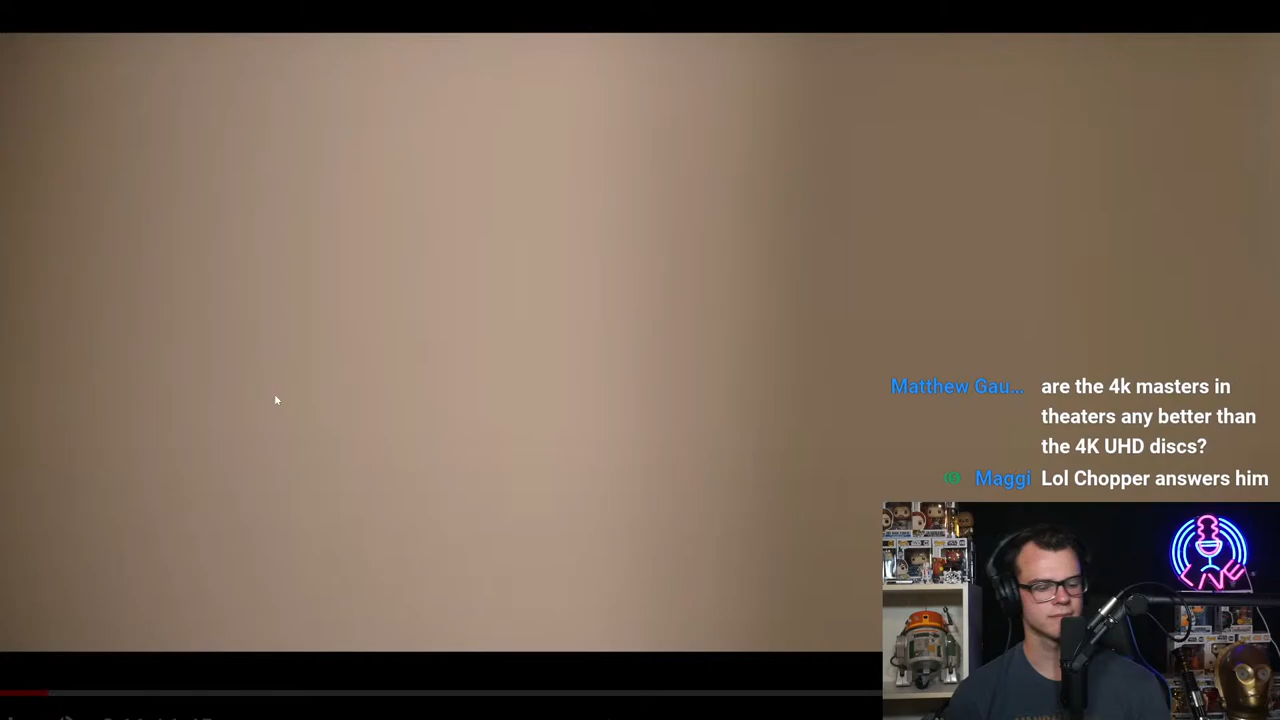 Matthew Gau... are the 4k masters in
theaters any better than
the 4K UHD discs?
Maggi Lol Chopper answers him
LIVE